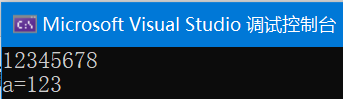 C:\ Microsoft Visual Studio 调试控制台
12345678
a=123